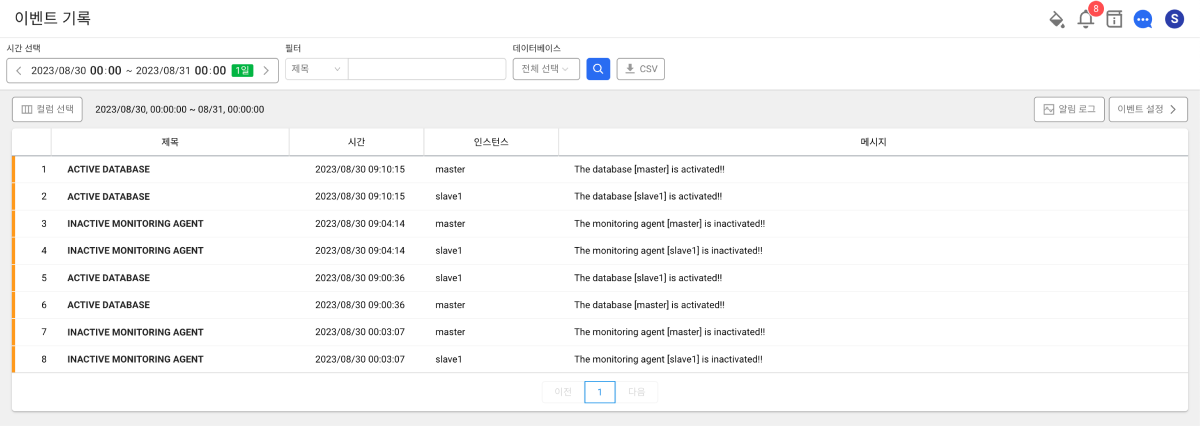 이벤트 기록
8
S
시간 선택
필터
데이터베이스
2023/08/30 00:00 ~ 2023/08/31 00:00 1일
제목
전체 선택
CSV
컬럼 선택
2023/08/30, 00:00:00 ~ 08/31, 00:00:00
알림 로그
이벤트 설정
제목 시간 인스턴스 메시지
1 ACTIVE DATABASE 2023/08/30 09:10:15 master The database [master] is activated!!
2 ACTIVE DATABASE 2023/08/30 09:10:15 slave1 The database [slave1] is activated!!
3 INACTIVE MONITORING AGENT 2023/08/30 09:04:14 master The monitoring agent [master] is inactivated!!
4 INACTIVE MONITORING AGENT 2023/08/30 09:04:14 slave1 The monitoring agent [slave1] is inactivated!!
5 ACTIVE DATABASE 2023/08/30 09:00:36 slave1 The database [slave1] is activated!!
6 ACTIVE DATABASE 2023/08/30 09:00:36 master The database [master] is activated!!
7 INACTIVE MONITORING AGENT 2023/08/30 00:03:07 master The monitoring agent [master] is inactivated!!
8 INACTIVE MONITORING AGENT 2023/08/30 00:03:07 slave1 The monitoring agent [slave1] is inactivated!!
이전 1 다음